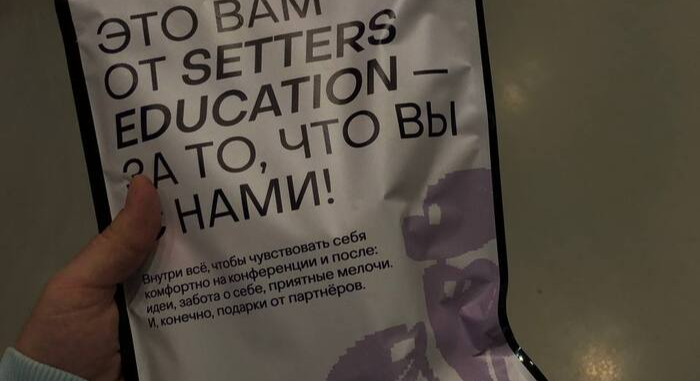 ЭТО ВАМ
ОТ SETTERS
EDUCATION —
ЗА ТО, ЧТО ВЫ
С НАМИ!
Внутри всё, чтобы чувствовать себя
комфортно на конференции и после:
идеи, забота о себе, приятные мелочи.
И, конечно, подарки от партнёров.